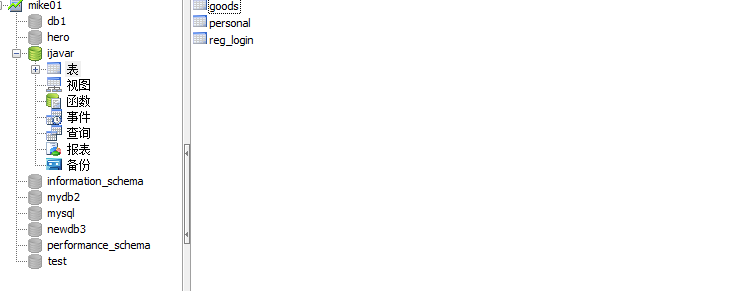 mike01
db1
hero
ijavar
表
视图
函数
事件
查询
报表
备份
information_schema
mydb2
mysql
newdb3
performance_schema
test
goods
personal
reg_login